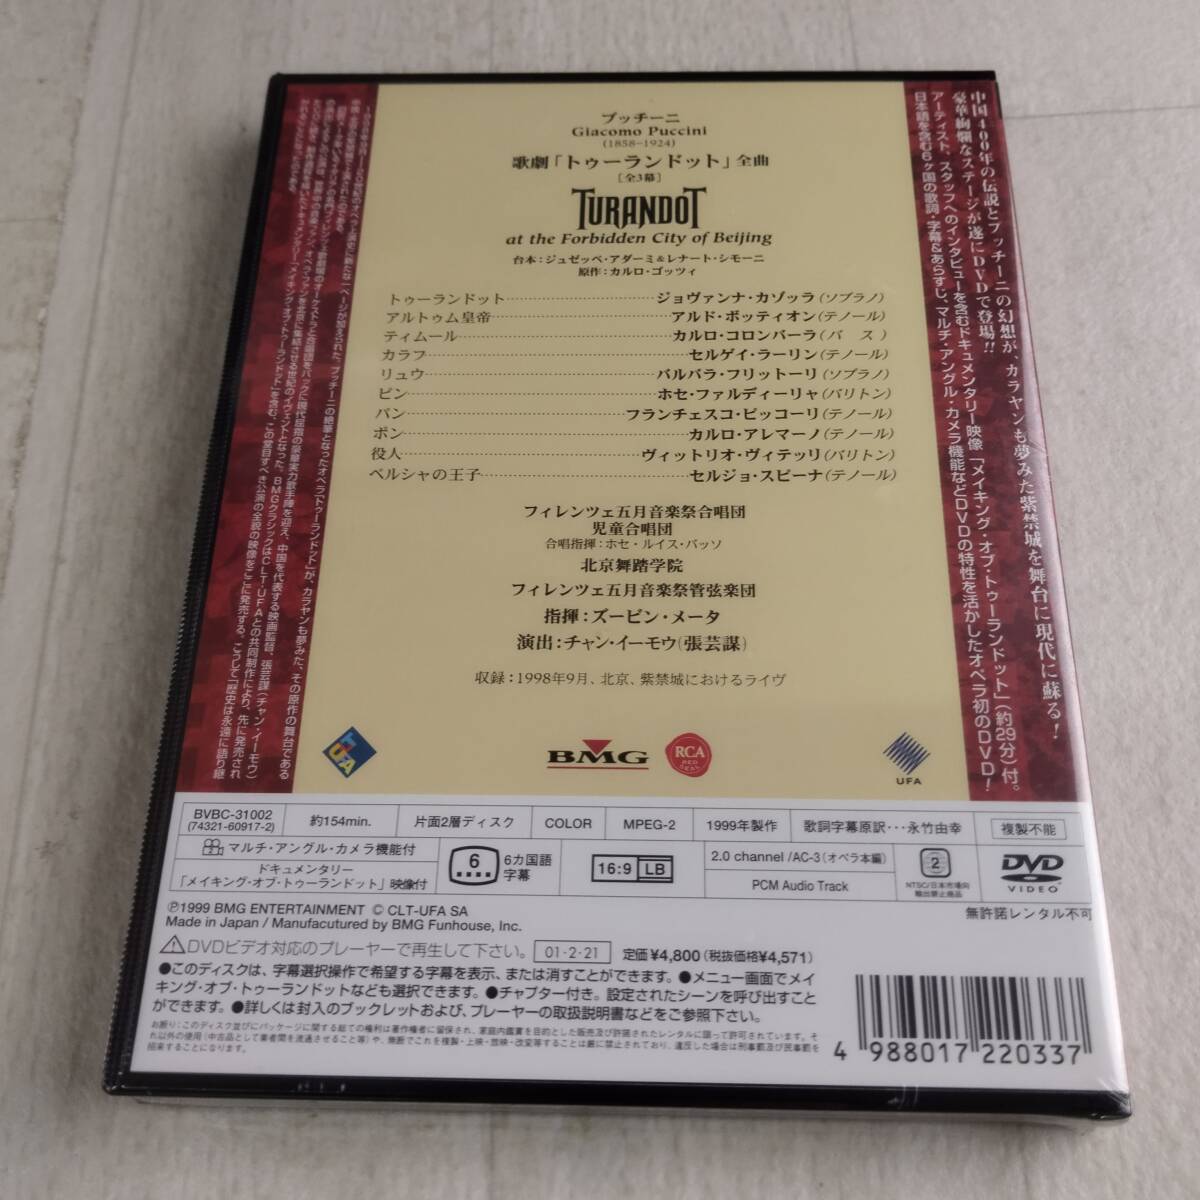 中国400年の伝説とプッチーニの幻想が、カラヤンも夢みた紫禁城を舞台に現代に蘇る!
豪華絢爛なステージが遂にDVDで登場!!
アーティスト、スタッフへのインタビューを含むドキュメンタリー映像「メイキング・オブ・トゥーランドット」(約29分)付。
日本語を含む6ヶ国の歌詞・字幕&あらすじ、マルチ・アングル・カメラ機能などDVDの特性を活かしたオペラ初のDVD!
プッチーニ
Giacomo Puccini
(1858–1924)
歌劇「トゥーランドット」全曲
[全3幕]
TURANDOT
at the Forbidden City of Beijing
台本:ジュゼッペ・アダーミ&レナート・シモーニ
原作:カルロ・ゴッツィ
トゥーランドット……ジョヴァンナ・カゾッラ(ソプラノ)
アルトゥム皇帝……アルド・ボッティオン(テノール)
ティムール……カルロ・コロンバーラ(バス)
カラフ……セルゲイ・ラーリン(テノール)
リュウ……バルバラ・フリットーリ(ソプラノ)
ピン……ホセ・ファルディーリャ(バリトン)
パン……フランチェスコ・ピッコーリ(テノール)
ポン……カルロ・アレマーノ(テノール)
役人……ヴィットリオ・ヴィテッリ(バリトン)
ペルシャの王子……セルジョ・スピーナ(テノール)
フィレンツェ五月音楽祭合唱団
児童合唱団
合唱指揮:ホセ・ルイス・バッソ
北京舞踏学院
フィレンツェ五月音楽祭管弦楽団
指揮:ズービン・メータ
演出:チャン・イーモウ(張芸謀)
収録:1998年9月、北京、紫禁城におけるライヴ
UFA
BMG
RCA
RED SEAL
UFA
BVBC-31002
(74321-60917-2)
約154min.
片面2層ディスク
COLOR
MPEG-2
1999年製作
歌詞字幕原訳・・・永竹由幸
複製不能
マルチ・アングル・カメラ機能付
ドキュメンタリー
「メイキング・オブ・トゥーランドット」映像付
6
6カ国語
字幕
16:9 LB
2.0 channel /AC-3(オペラ本編)
PCM Audio Track
2
NTSC/日本市場向
輸出禁止商品
DVD
VIDEO
無許諾レンタル不可
℗1999 BMG ENTERTAINMENT © CLT-UFA SA
Made in Japan / Manufacutured by BMG Funhouse, Inc.
DVDビデオ対応のプレーヤーで再生して下さい。
01・2・21
定価¥4,800(税抜価格¥4,571)
●このディスクは、字幕選択操作で希望する字幕を表示、または消すことができます。●メニュー画面でメイ
キング・オブ・トゥーランドットなども選択できます。●チャプター付き。設定されたシーンを呼び出すこと
ができます。●詳しくは封入のブックレットおよび、プレーヤーの取扱説明書などをご参照下さい。
4 988017 220337